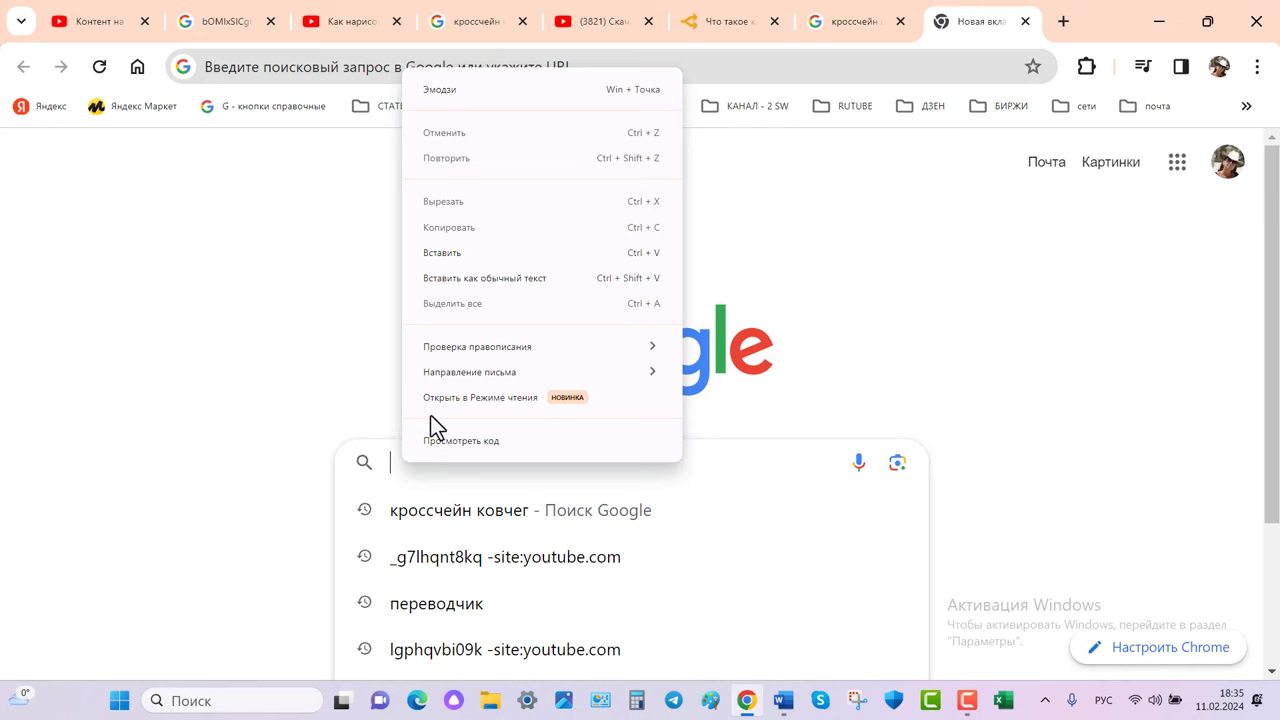 Контент на
bOMlxSICg
Как нарисо
кроссчейн
(3821) Скач
Что такое к
кроссчейн
Новая вкла
Введите поисковый запрос в Google или укажите URL
Яндекс
Яндекс Маркет
G - кнопки справочные
СТАТЬ
КАНАЛ - 2 SW
RUTUBE
ДЗЕН
БИРЖИ
сети
почта
Почта
Картинки
Эмодзи Win + Точка
Отменить Ctrl + Z
Повторить Ctrl + Shift + Z
Вырезать Ctrl + X
Копировать Ctrl + C
Вставить Ctrl + V
Вставить как обычный текст Ctrl + Shift + V
Выделить все Ctrl + A
Проверка правописания
Направление письма
Открыть в Режиме чтения НОВИНКА
Просмотреть код
gle
кроссчейн ковчег - Поиск Google
_g7lhqnt8kq -site:youtube.com
переводчик
lgphqvbi09k -site:youtube.com
Активация Windows
Чтобы активировать Windows, перейдите в раздел
"Параметры".
Настроить Chrome
0°
Поиск
РУС
18:35
11.02.2024